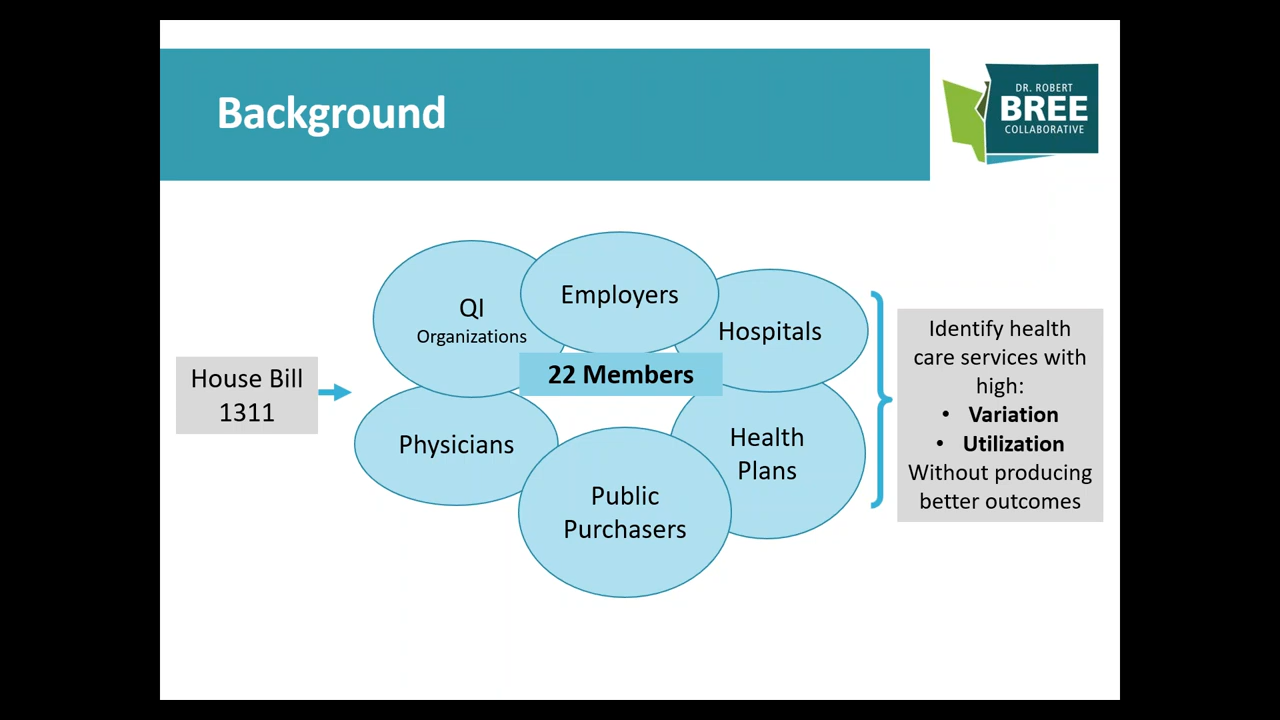 Background
DR. ROBERT
BREE
COLLABORATIVE
House Bill
1311
QI
Organizations
Employers
Hospitals
22 Members
Physicians
Health
Plans
Public
Purchasers
Identify health
care services with
high:
• Variation
• Utilization
Without producing
better outcomes